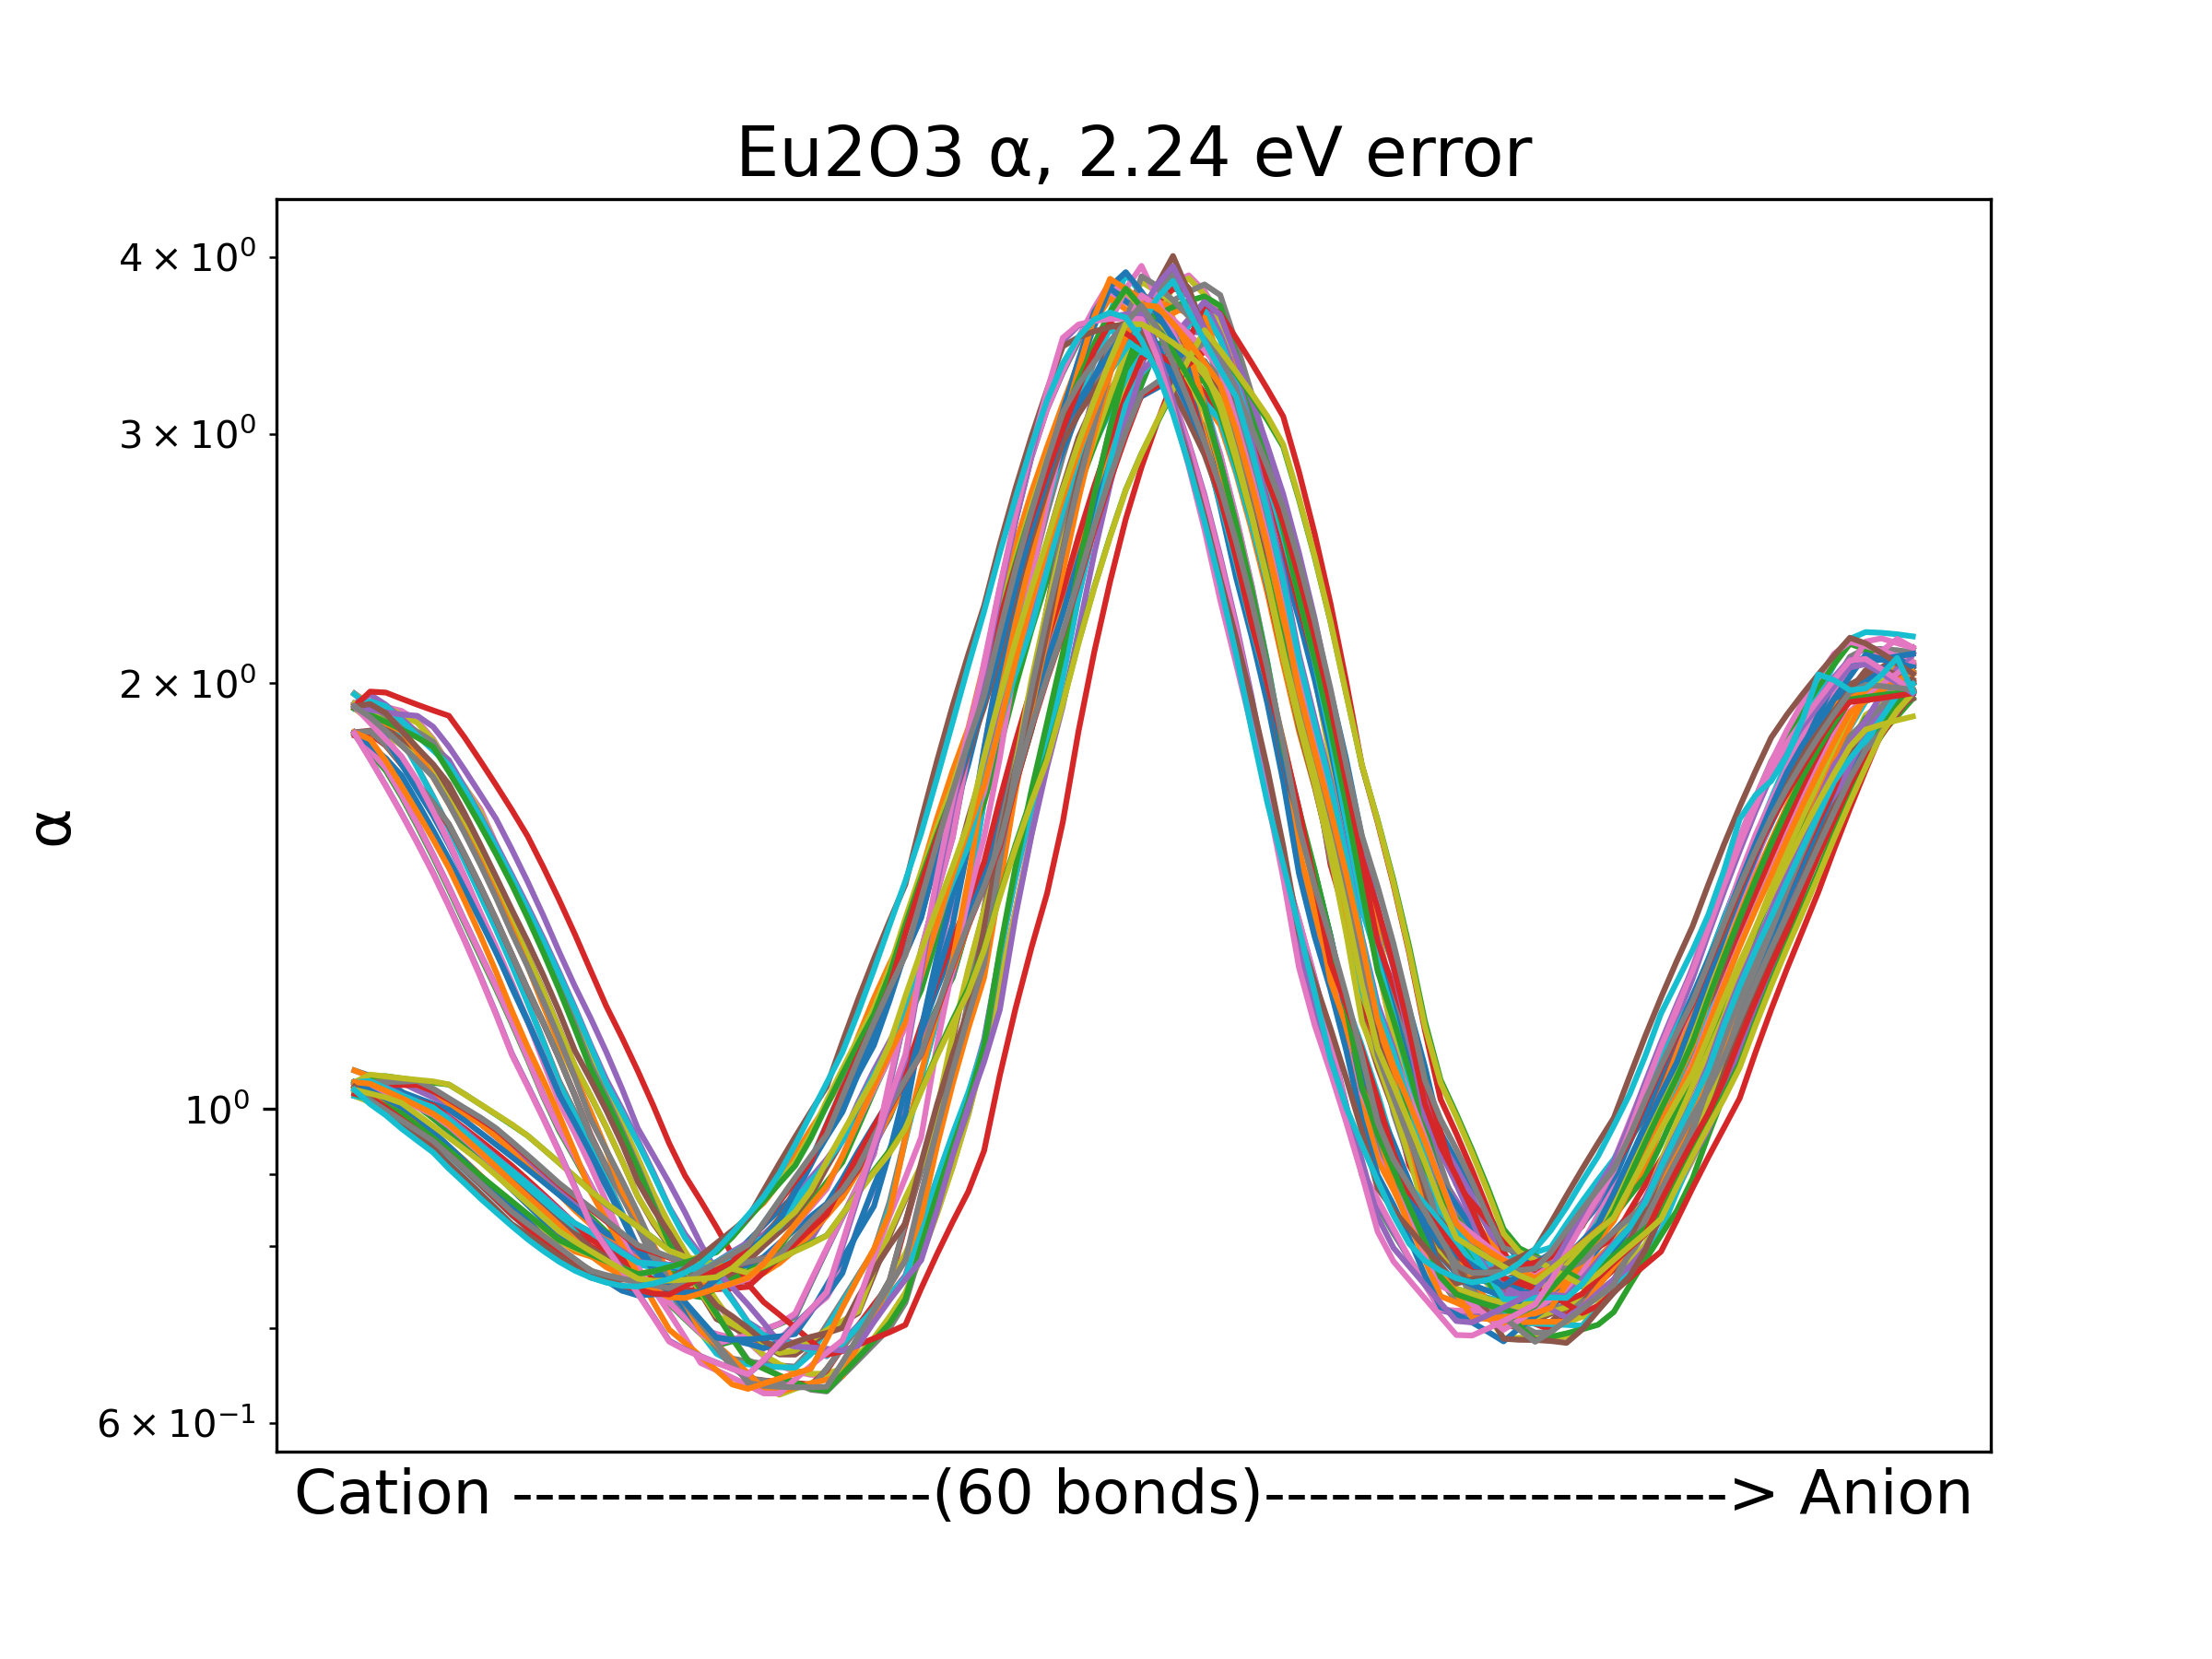 Eu2O3 α, 2.24 eV error
4×10⁰
3×10⁰
2×10⁰
10⁰
6×10⁻¹
α
Cation -------------------(60 bonds)---------------------> Anion